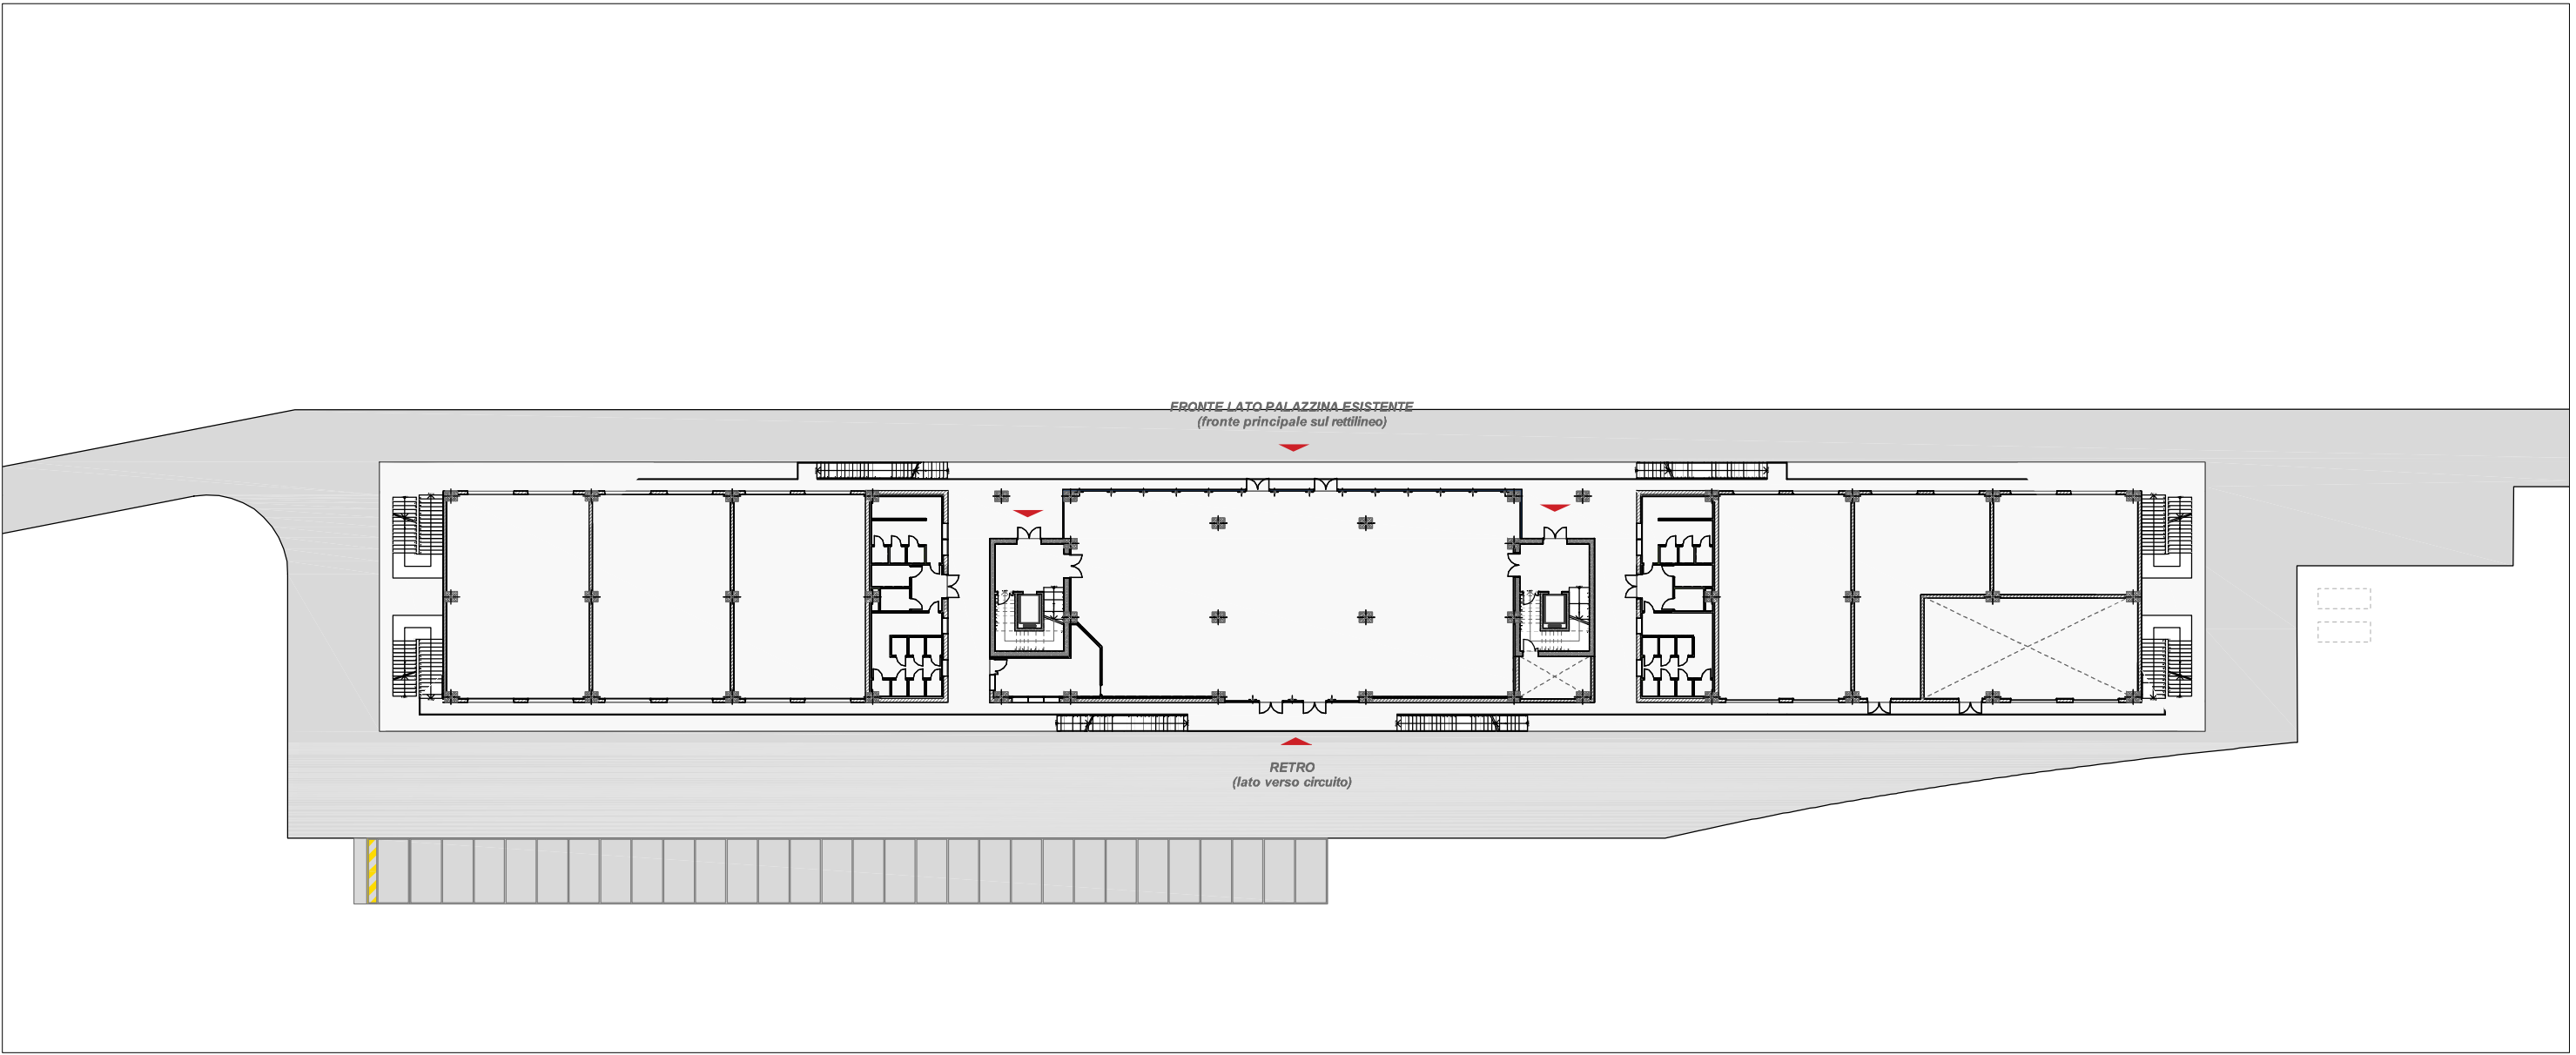 FRONTE LATO PALAZZINA ESISTENTE
(fronte principale sul rettilineo)
RETRO
(lato verso circuito)